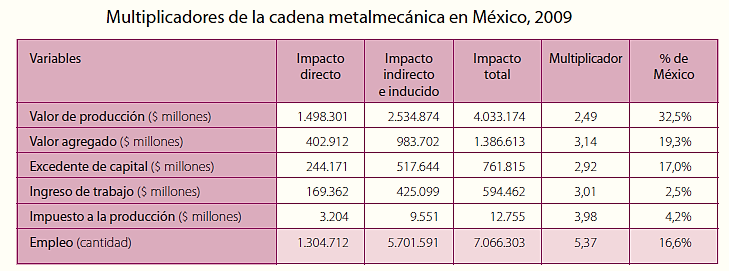 Multiplicadores de la cadena metalmecánica en México, 2009
Variables Impacto directo Impacto indirecto e inducido Impacto total Multiplicador % de México
Valor de producción ($ millones) 1.498.301 2.534.874 4.033.174 2,49 32,5%
Valor agregado ($ millones) 402.912 983.702 1.386.613 3,14 19,3%
Excedente de capital ($ millones) 244.171 517.644 761.815 2,92 17,0%
Ingreso de trabajo ($ millones) 169.362 425.099 594.462 3,01 2,5%
Impuesto a la producción ($ millones) 3.204 9.551 12.755 3,98 4,2%
Empleo (cantidad) 1.304.712 5.701.591 7.066.303 5,37 16,6%